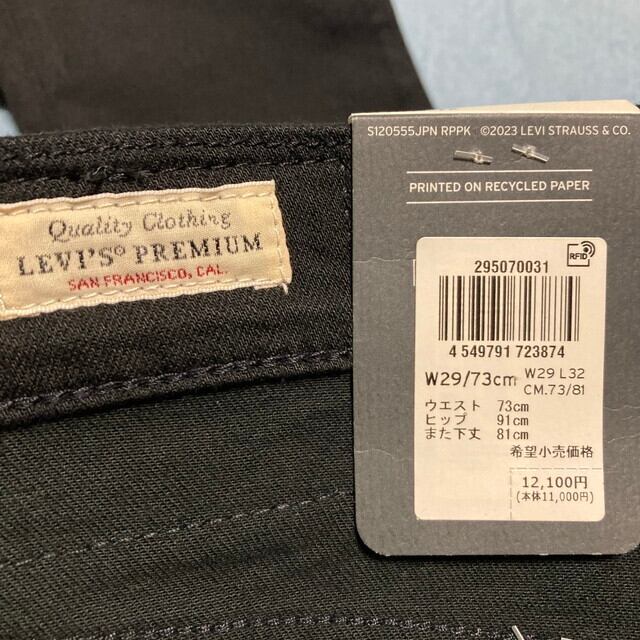 Quality Clothing
LEVI'S® PREMIUM
SAN FRANCISCO, CAL.
S120555JPN RPPK ©2023 LEVI STRAUSS & CO.
PRINTED ON RECYCLED PAPER
RFID
295070031
4 549791 723874
W29/73cm W29 L32
CM.73/81
ウエスト 73cm
ヒップ 91cm
また下丈 81cm
希望小売価格
12,100円
(本体11,000円)